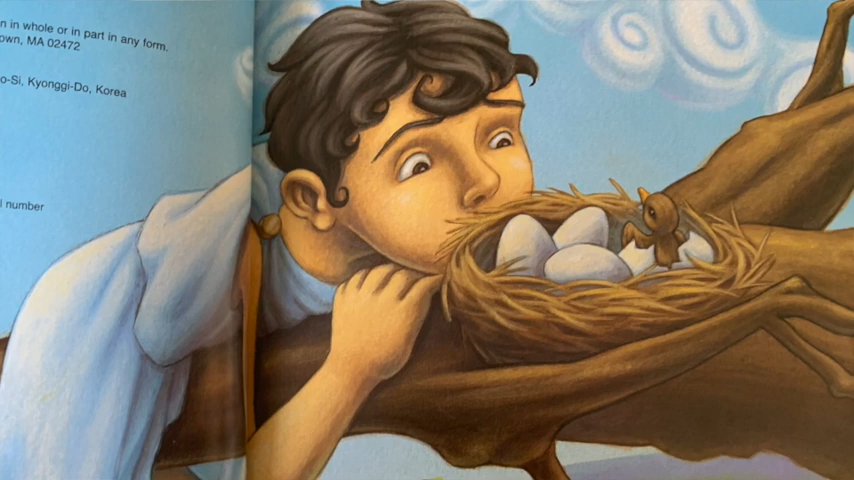 n in whole or in part in any form.
own, MA 02472
o-Si, Kyonggi-Do, Korea
l number